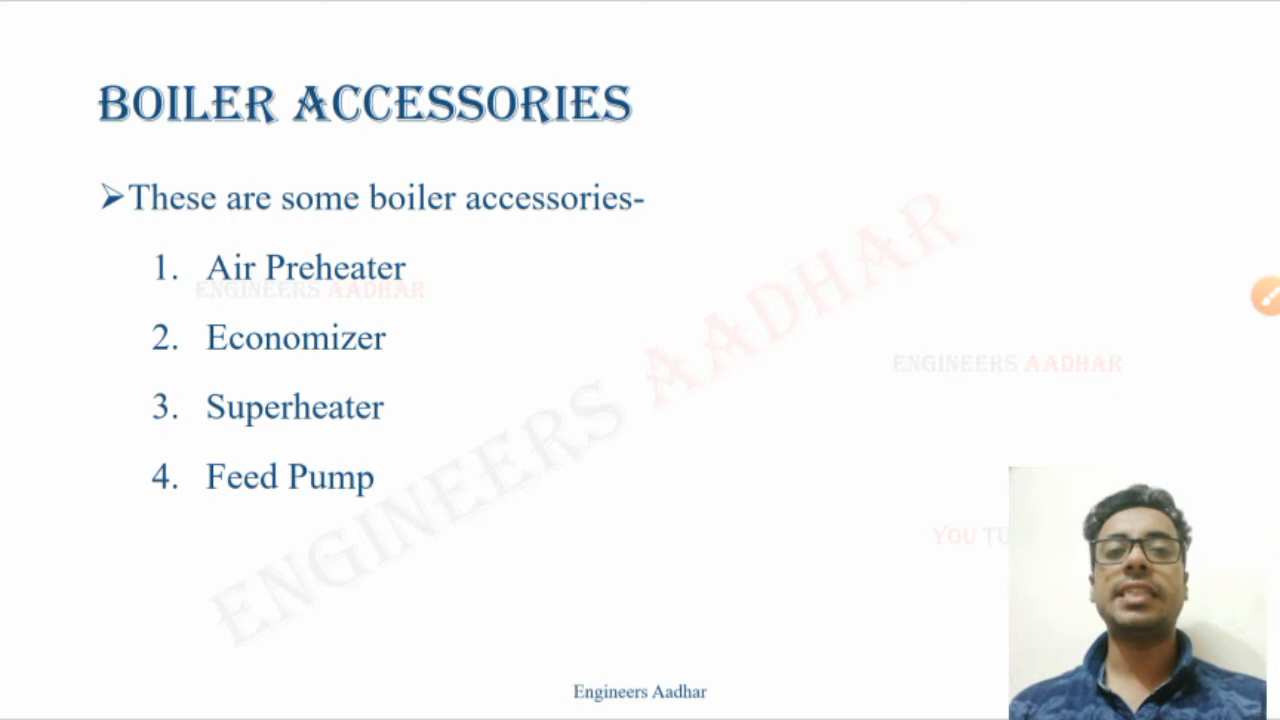 BOILER ACCESSORIES
➢These are some boiler accessories-
1. Air Preheater
ENGINEERS AADHAR
2. Economizer
ENGINEERS AADHAR
3. Superheater
4. Feed Pump
ENGINEERS AADHAR
YOU TU
Engineers Aadhar